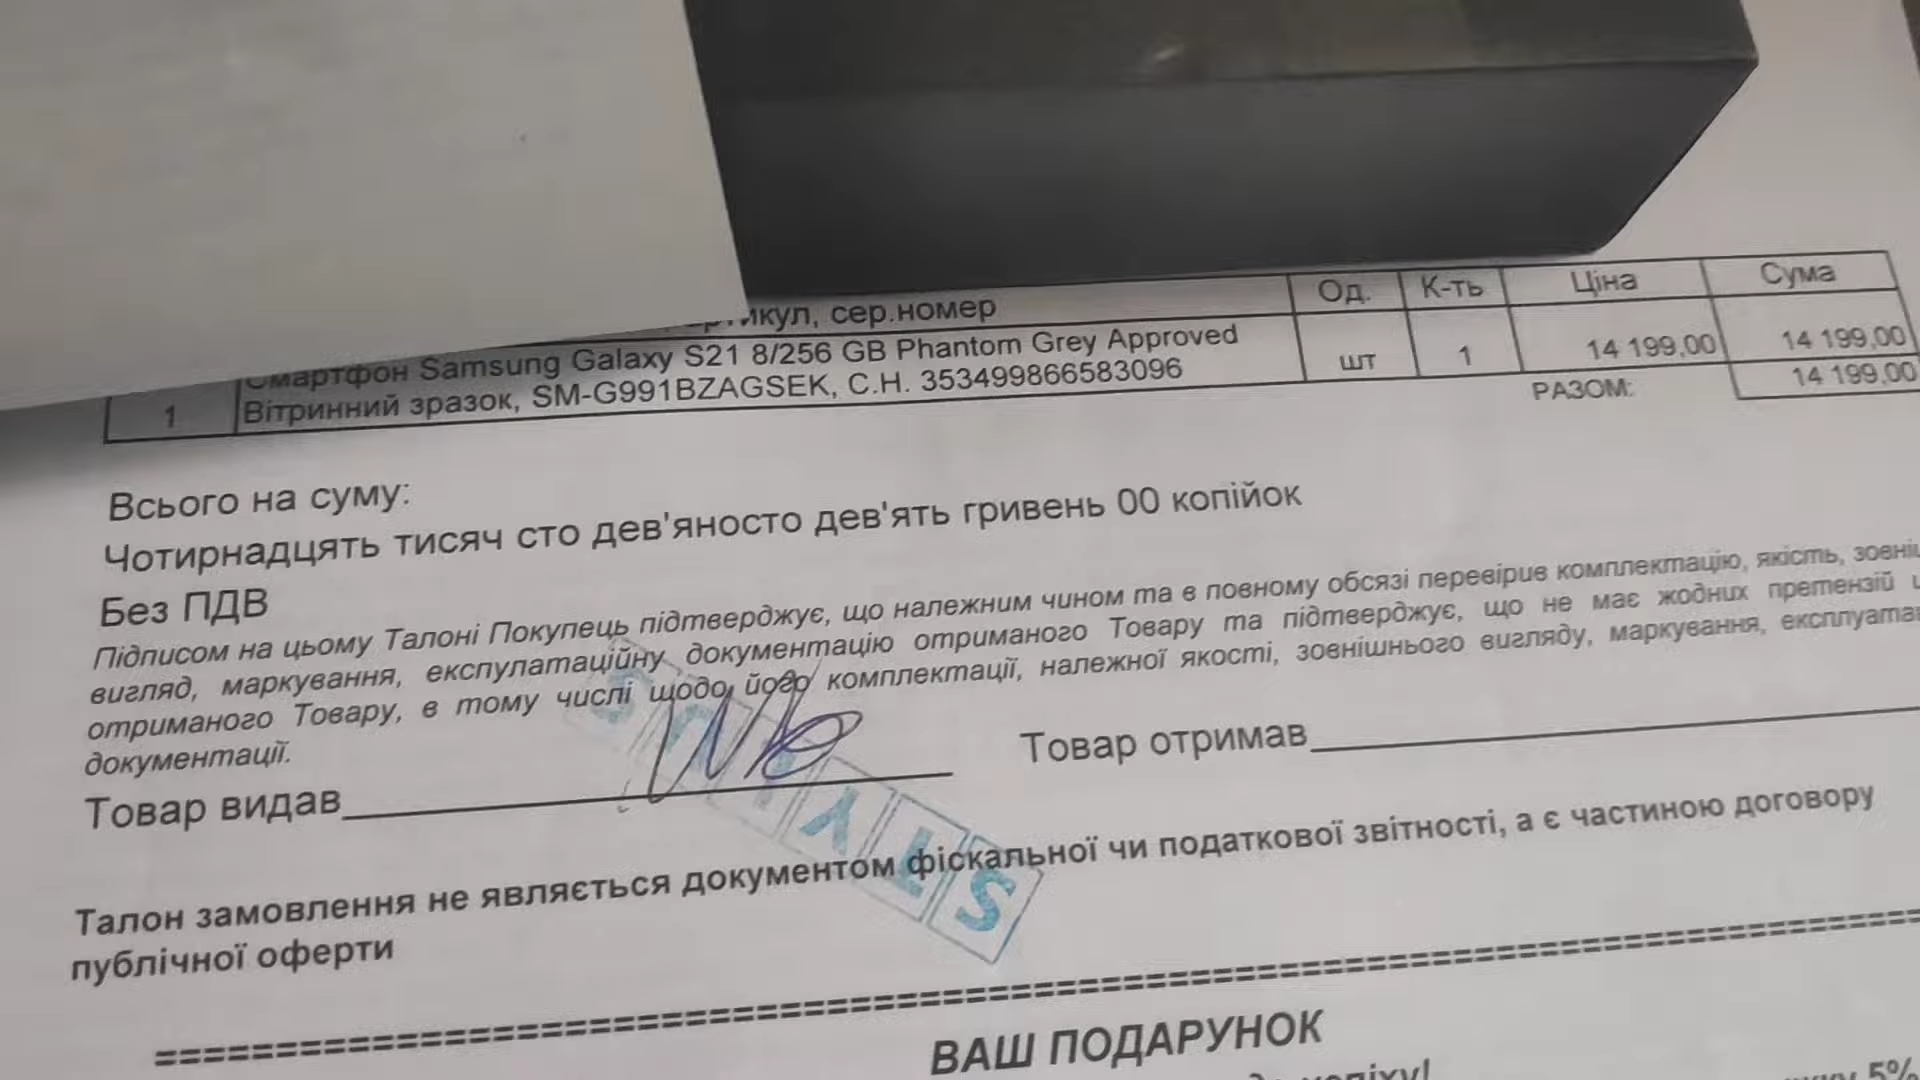 сер.номер Од. К-ть Ціна Сума
1 Смартфон Samsung Galaxy S21 8/256 GB Phantom Grey Approved шт 1 14 199,00 14 199,00
Вітринний зразок, SM-G991BZAGSEK, С.Н. 353499866583096
РАЗОМ: 14 199,00
Всього на суму:
Чотирнадцять тисяч сто дев'яносто дев'ять гривень 00 копійок
Без ПДВ
Підписом на цьому Талоні Покупець підтверджує, що належним чином та в повному обсязі перевірив комплектацію, якість,
вигляд, маркування, експулатаційну документацію отриманого Товару та підтверджує, що не має жодних претензій
отриманого Товару, в тому числі щодо його комплектації, належної якості, зовнішнього вигляду, маркування,
документації.
Товар видав Товар отримав
STYLUS
Талон замовлення не являється документом фіскальної чи податкової звітності, а є частиною договору
публічної оферти
ВАШ ПОДАРУНОК
5%